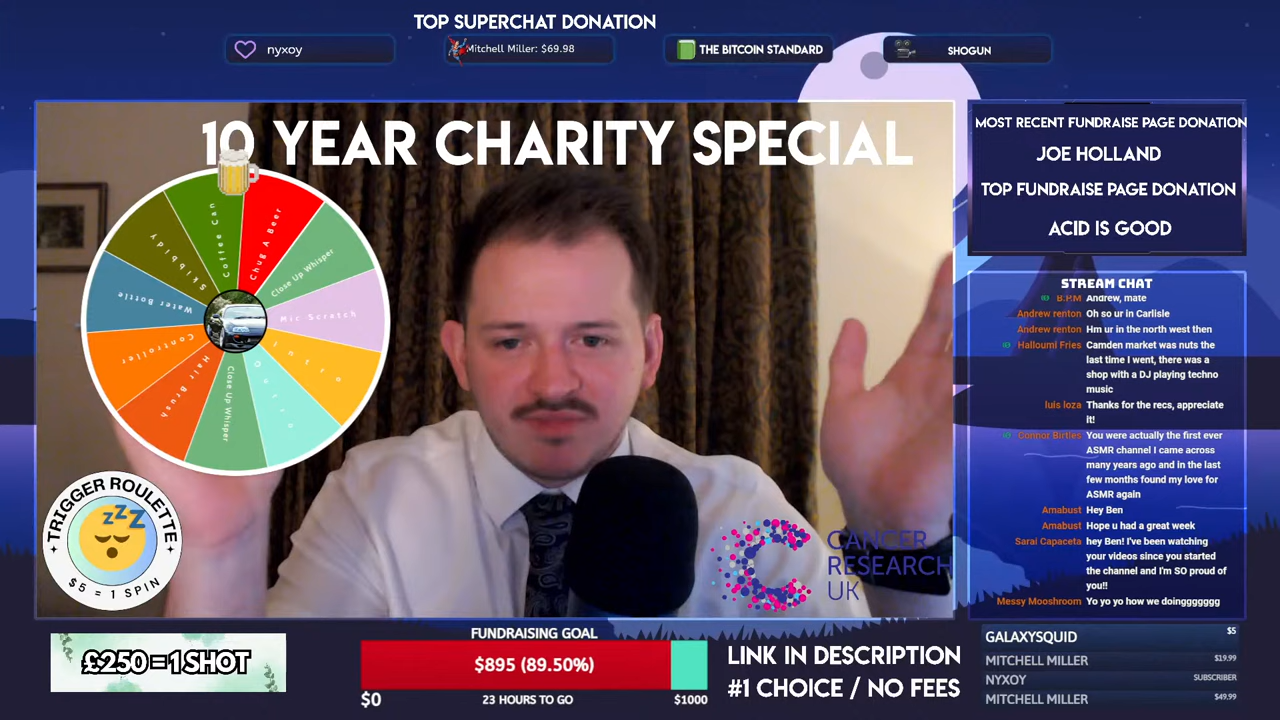 TOP SUPERCHAT DONATION
nyxoy
Mitchell Miller: $69.98
THE BITCOIN STANDARD
SHOGUN
10 YEAR CHARITY SPECIAL
Coffee Can
Chug A Beer
Close Up Whisper
Mic Scratch
Intro
Outro
Close Up Whisper
Hair Brush
Controller
Water Bottle
Skibbidy
TRIGGER ROULETTE
zzz
$5 = 1 SPIN
CANCER
RESEARCH
UK
MOST RECENT FUNDRAISE PAGE DONATION
JOE HOLLAND
TOP FUNDRAISE PAGE DONATION
ACID IS GOOD
STREAM CHAT
B.P.M Andrew, mate
Andrew renton Oh so ur in Carlisle
Andrew renton Hm ur in the north west then
Halloumi Fries Camden market was nuts the
last time I went, there was a
shop with a DJ playing techno
music
luis loza Thanks for the recs, appreciate
it!
Connor Birtles You were actually the first ever
ASMR channel I came across
many years ago and in the last
few months found my love for
ASMR again
Amabust Hey Ben
Amabust Hope u had a great week
Sarai Capaceta hey Ben! I've been watching
your videos since you started
the channel and I'm SO proud of
you!!
Messy Mooshroom Yo yo yo how we doinggggggg
£250 = 1 SHOT
FUNDRAISING GOAL
$895 (89.50%)
$0
23 HOURS TO GO
$1000
LINK IN DESCRIPTION
#1 CHOICE / NO FEES
GALAXYSQUID $5
MITCHELL MILLER $19.99
NYXOY SUBSCRIBER
MITCHELL MILLER $49.99